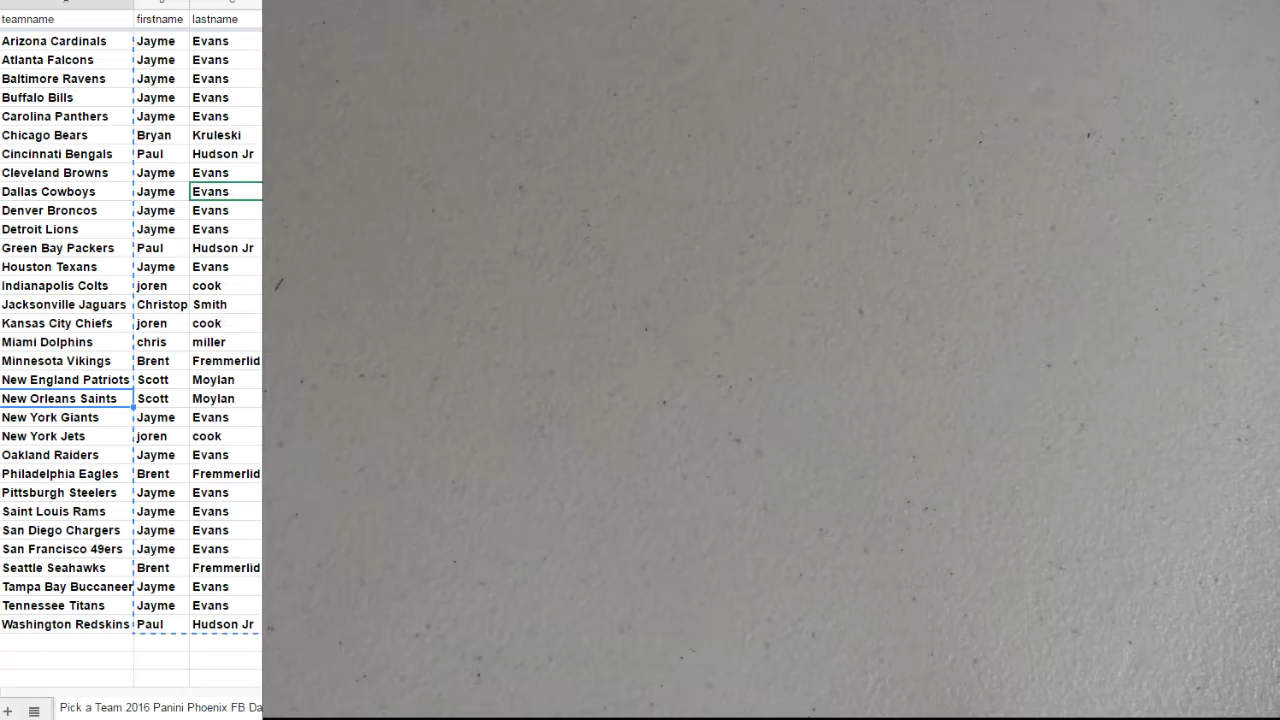 teamname firstname lastname
Arizona Cardinals Jayme Evans
Atlanta Falcons Jayme Evans
Baltimore Ravens Jayme Evans
Buffalo Bills Jayme Evans
Carolina Panthers Jayme Evans
Chicago Bears Bryan Kruleski
Cincinnati Bengals Paul Hudson Jr
Cleveland Browns Jayme Evans
Dallas Cowboys Jayme Evans
Denver Broncos Jayme Evans
Detroit Lions Jayme Evans
Green Bay Packers Paul Hudson Jr
Houston Texans Jayme Evans
Indianapolis Colts joren cook
Jacksonville Jaguars Christop Smith
Kansas City Chiefs joren cook
Miami Dolphins chris miller
Minnesota Vikings Brent Fremmerlid
New England Patriots Scott Moylan
New Orleans Saints Scott Moylan
New York Giants Jayme Evans
New York Jets joren cook
Oakland Raiders Jayme Evans
Philadelphia Eagles Brent Fremmerlid
Pittsburgh Steelers Jayme Evans
Saint Louis Rams Jayme Evans
San Diego Chargers Jayme Evans
San Francisco 49ers Jayme Evans
Seattle Seahawks Brent Fremmerlid
Tampa Bay Buccaneer Jayme Evans
Tennessee Titans Jayme Evans
Washington Redskins Paul Hudson Jr
Pick a Team 2016 Panini Phoenix FB Da